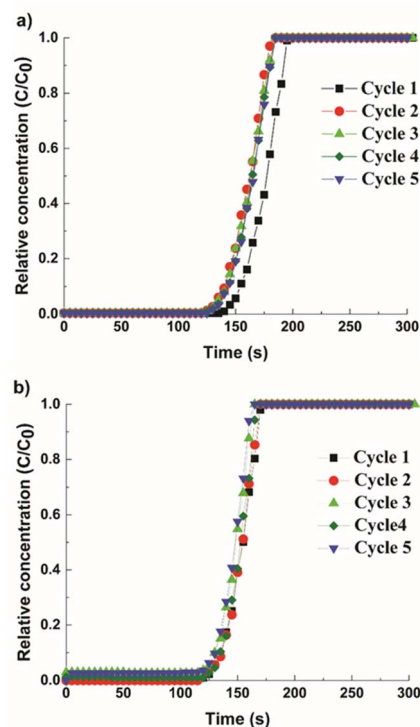 a)
Relative concentration (C/C0)
1.0
0.8
0.6
0.4
0.2
0.0
Cycle 1
Cycle 2
Cycle 3
Cycle 4
Cycle 5
0 50 100 150 200 250 300
Time (s)
b)
Relative concentration (C/C0)
1.0
0.8
0.6
0.4
0.2
0.0
Cycle 1
Cycle 2
Cycle 3
Cycle4
Cycle 5
0 50 100 150 200 250 300
Time (s)